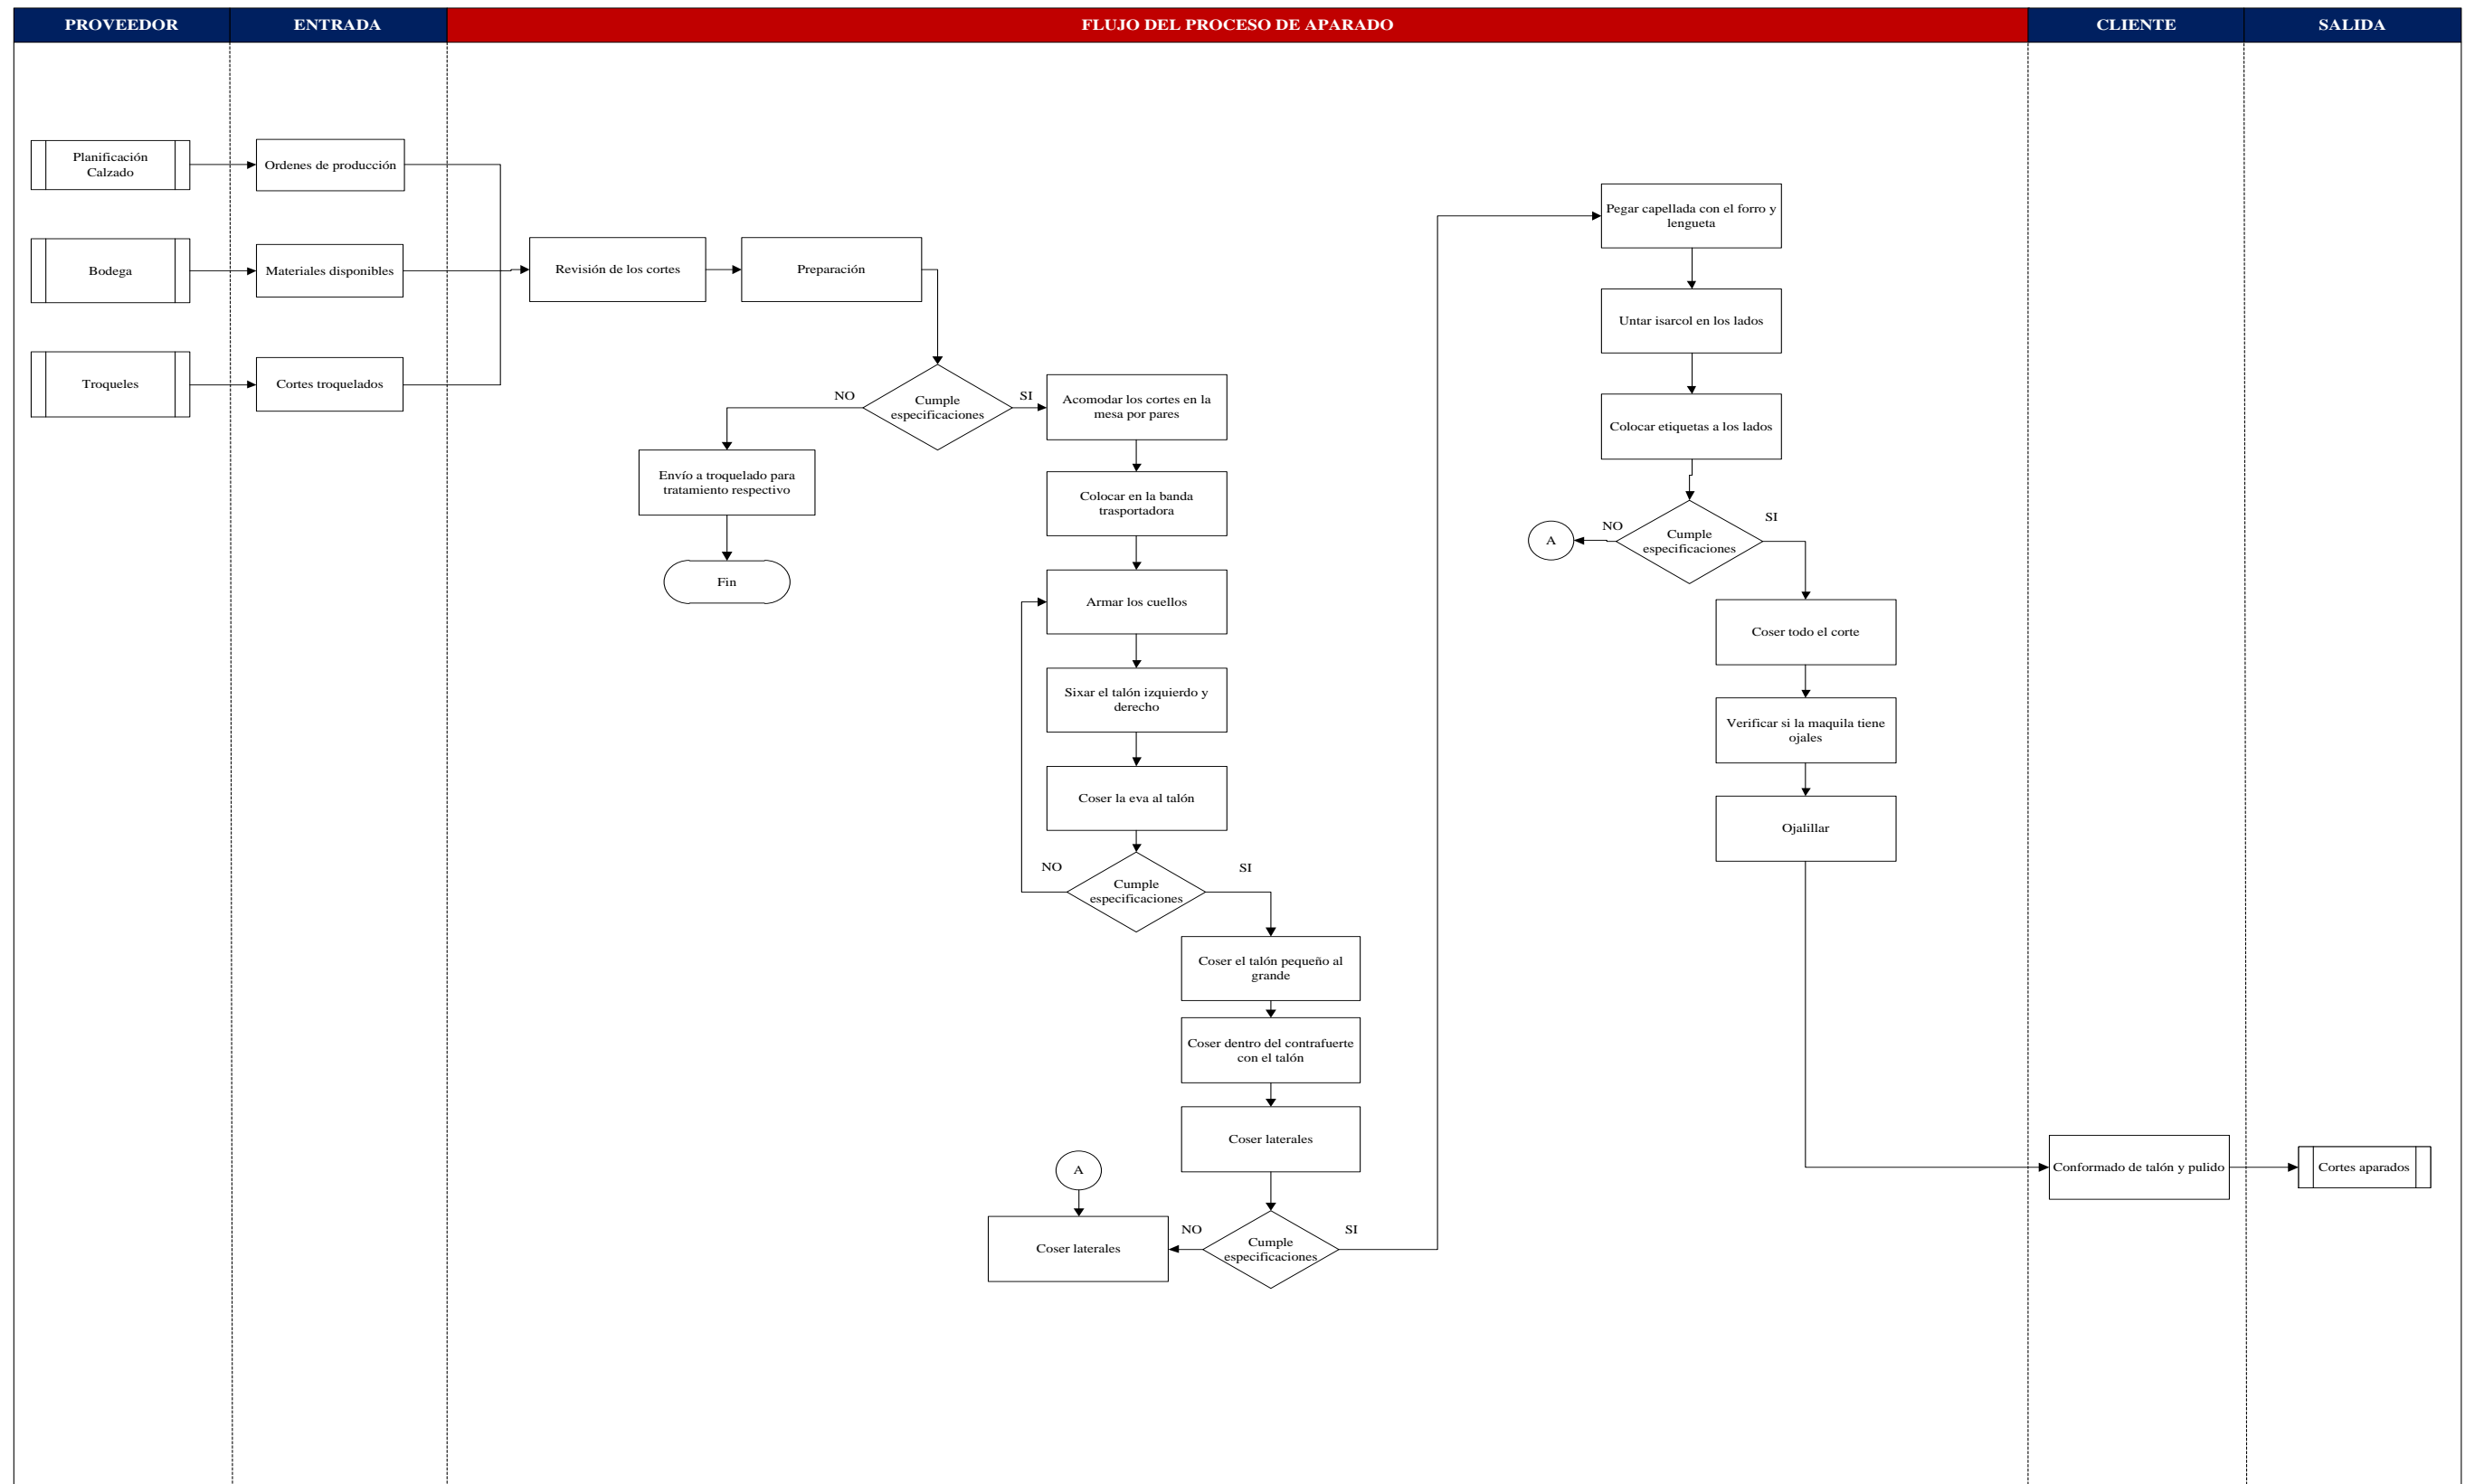 PROVEEDOR
ENTRADA
FLUJO DEL PROCESO DE APARADO
CLIENTE
SALIDA
Planificación
Calzado
Ordenes de producción
Bodega
Materiales disponibles
Troqueles
Cortes troquelados
Revisión de los cortes
Preparación
Cumple
especificaciones
NO
SI
Envío a troquelado para
tratamiento respectivo
Fin
Acomodar los cortes en la
mesa por pares
Colocar en la banda
trasportadora
Armar los cuellos
Sixar el talón izquierdo y
derecho
Coser la eva al talón
NO
SI
Cumple
especificaciones
Coser el talón pequeño al
grande
Coser dentro del contrafuerte
con el talón
Coser laterales
A
Coser laterales
NO
SI
Cumple
especificaciones
Pegar capellada con el forro y
lengueta
Untar isarcol en los lados
Colocar etiquetas a los lados
A
NO
SI
Cumple
especificaciones
Coser todo el corte
Verificar si la maquila tiene
ojales
Ojalillar
Conformado de talón y pulido
Cortes aparados